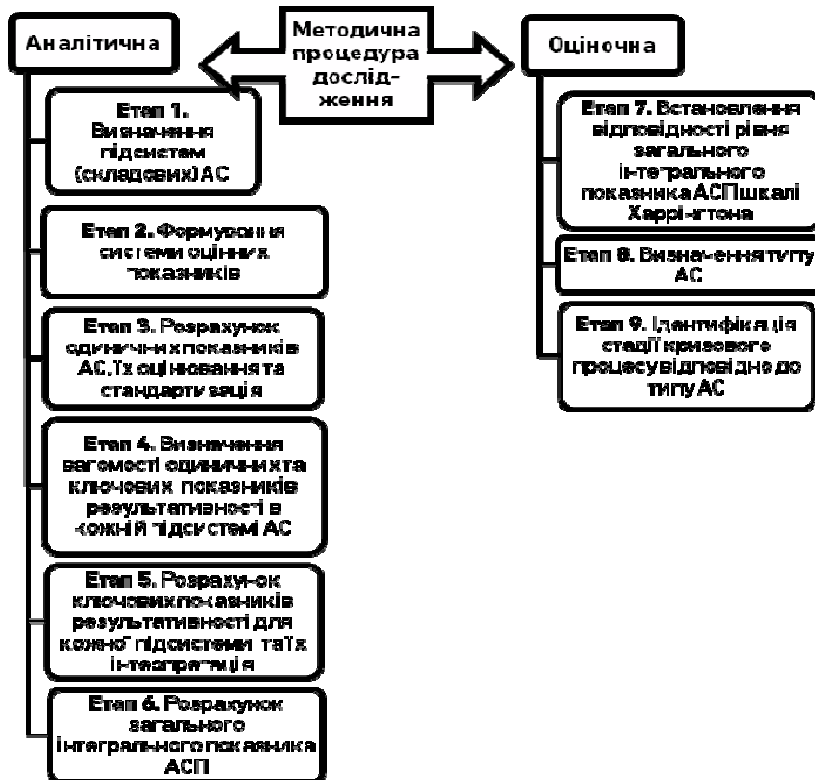 Аналітична
Методична
процедура
дослід-
ження
Оціночна
Етап 1.
Визначення
підсистем
(складових) АС
Етап 2. Формування
системи оцінних
показників
Етап 3. Розрахунок
одиничних показників
АС, їх оцінювання та
стандартизація
Етап 4. Визначення
вагомості одиничних та
ключових показників
результативності в
кожній підсистемі АС
Етап 5. Розрахунок
ключових показників
результативності для
кожної підсистеми та їх
інтерпретація
Етап 6. Розрахунок
загального
інтегрального показника
АСП
Етап 7. Встановлення
відповідності рівня
загального
інтегрального
показника АСП шкалі
Харрінгтона
Етап 8. Визначення типу
АС
Етап 9. Ідентифікація
стадії кризового
процесу відповідно до
типу АС